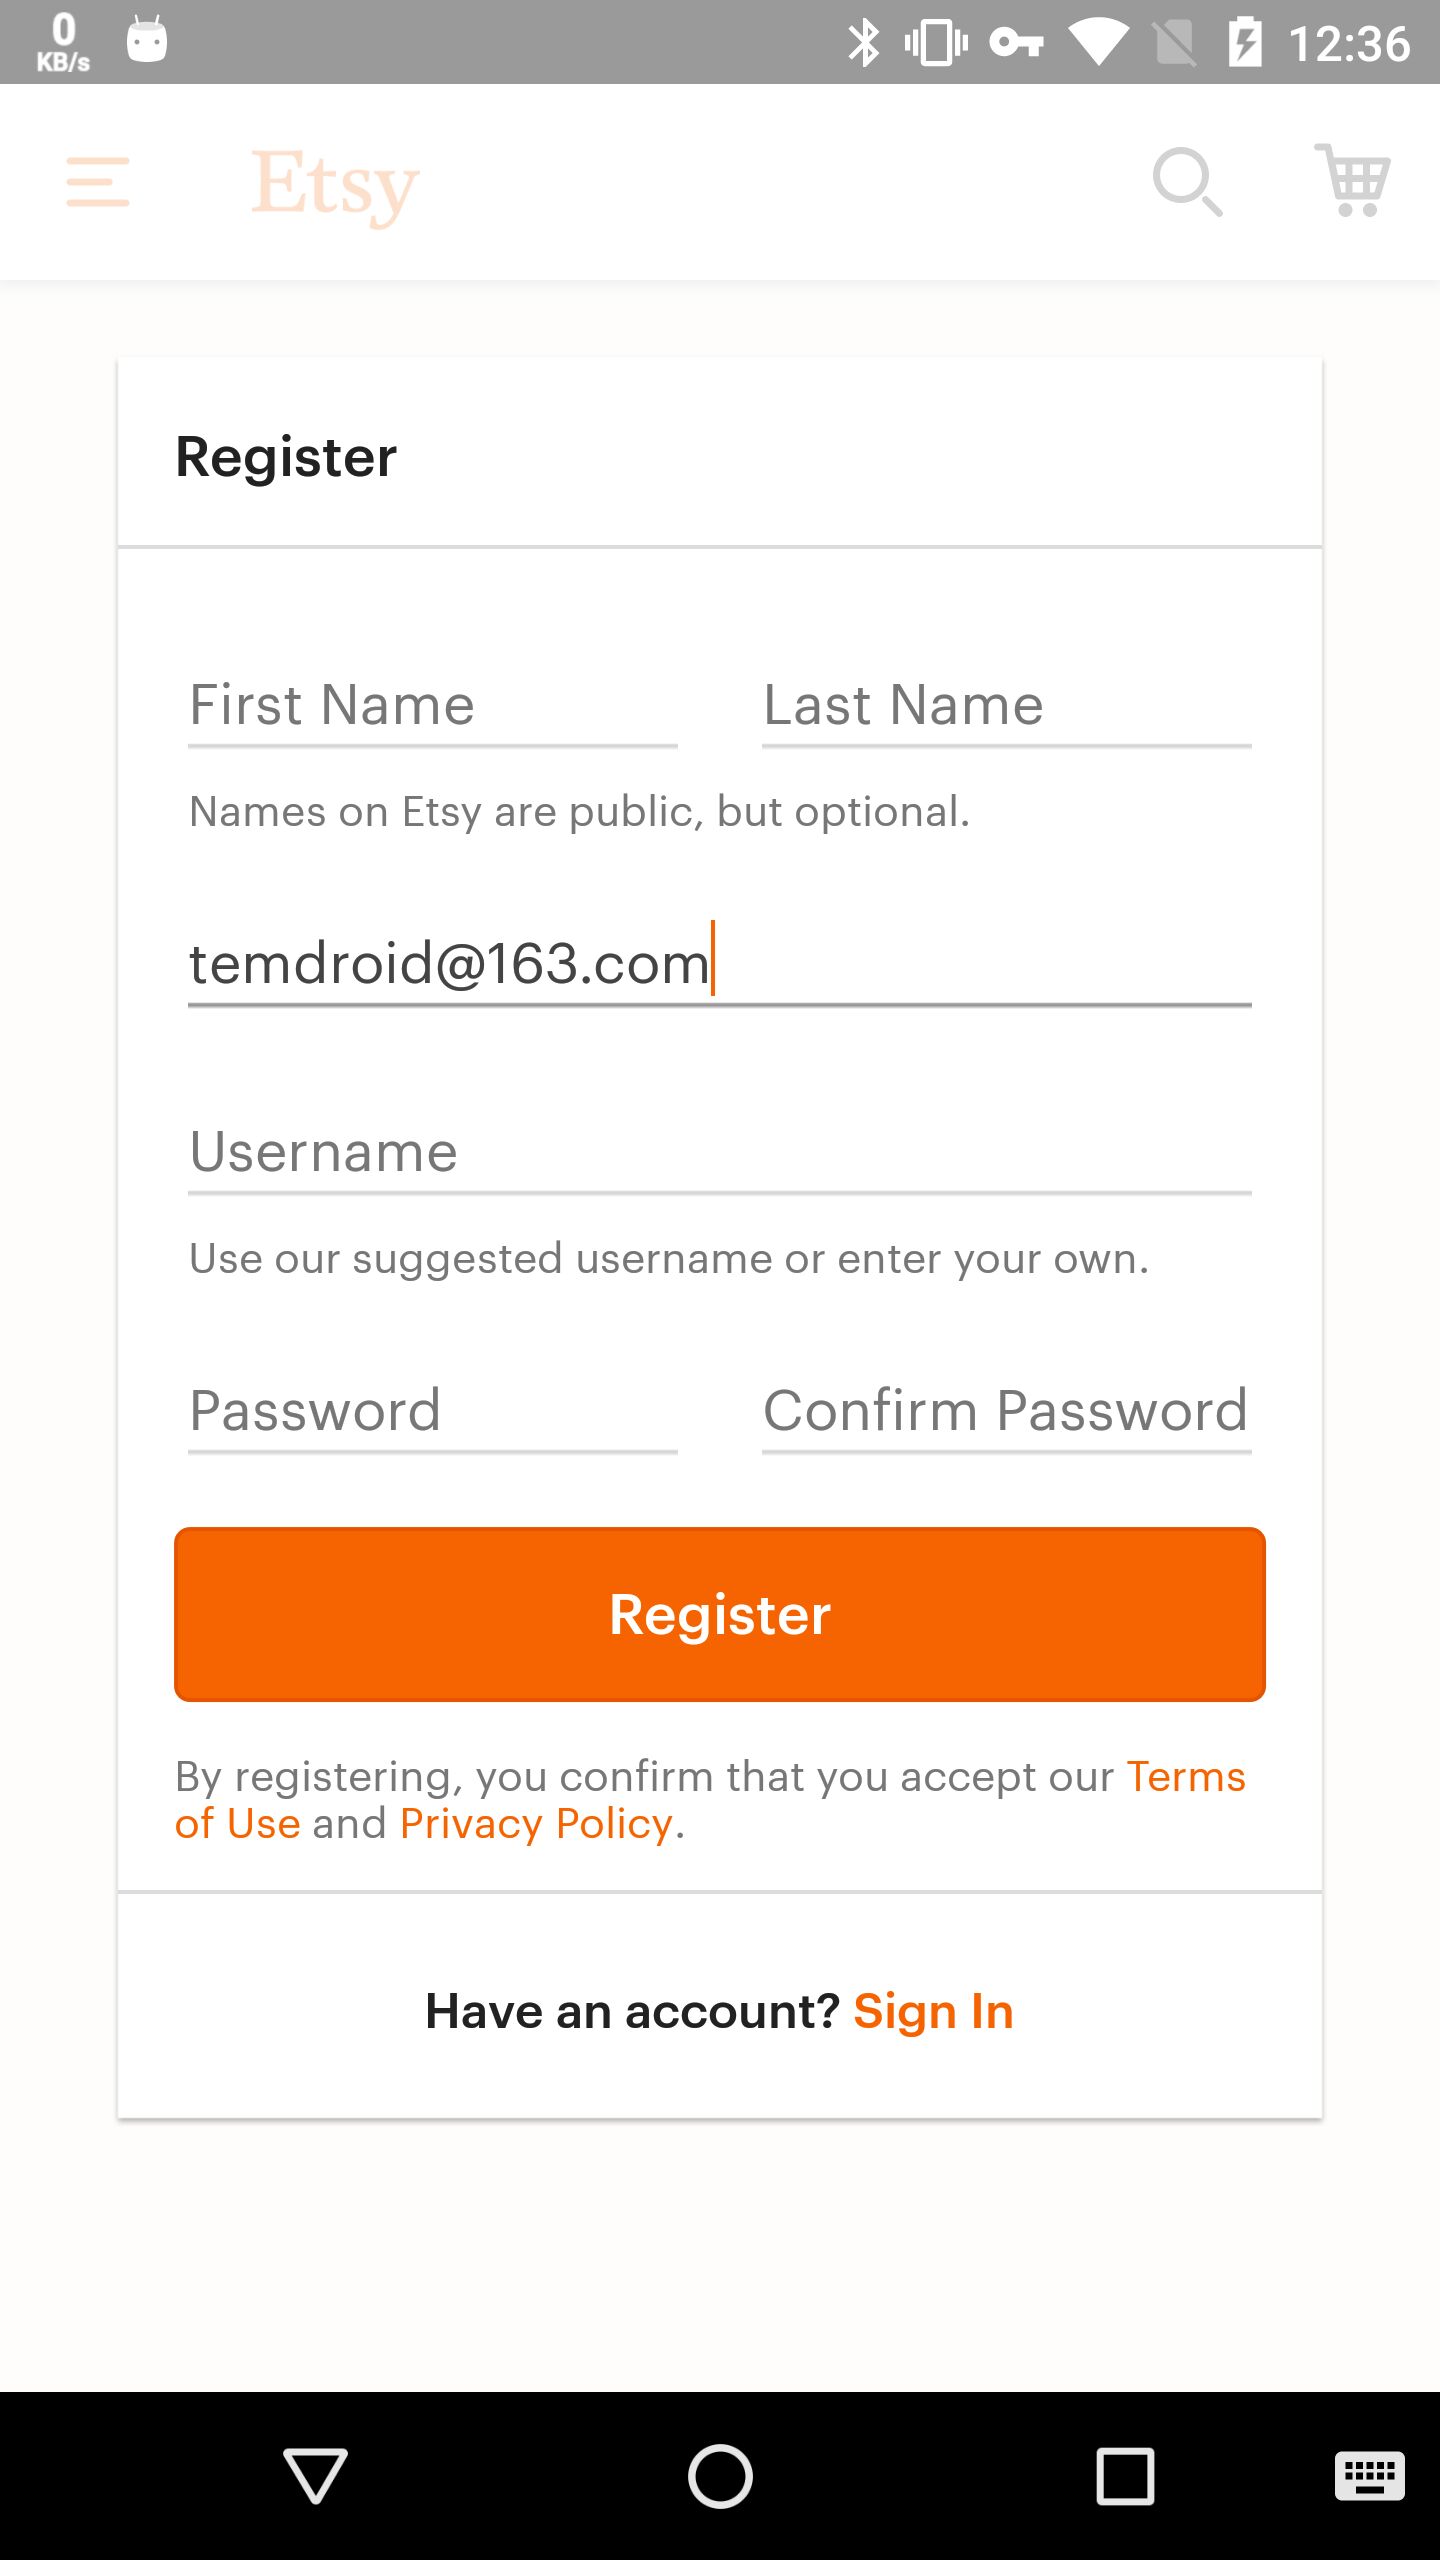 0
KB/s
12:36
Etsy
Register
First Name Last Name
Names on Etsy are public, but optional.
temdroid@163.com
Username
Use our suggested username or enter your own.
Password Confirm Password
Register
By registering, you confirm that you accept our Terms
of Use and Privacy Policy.
Have an account? Sign In